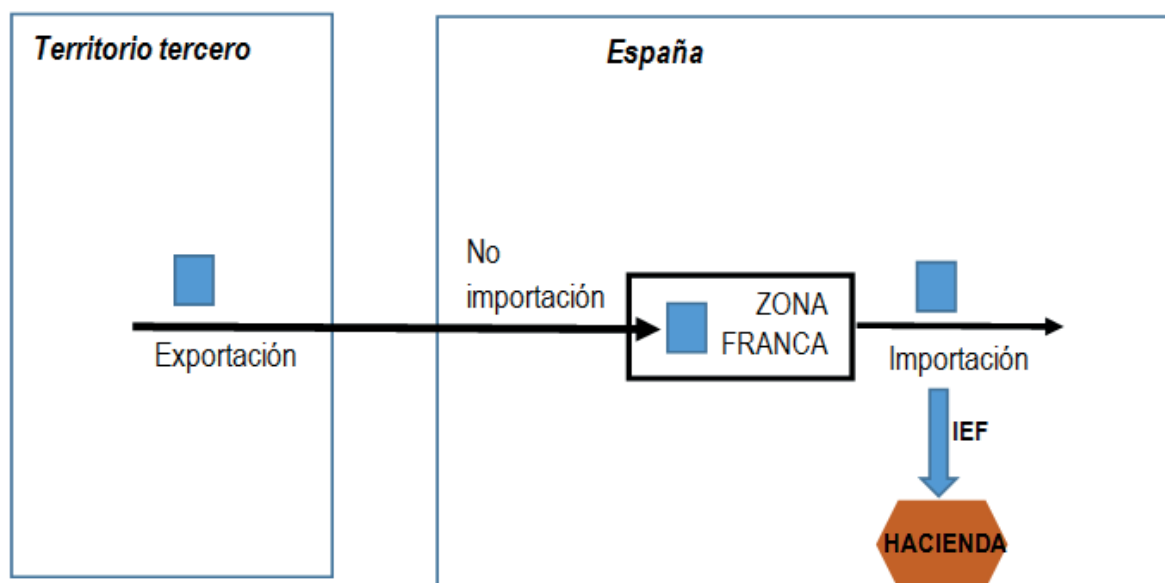 Territorio tercero
España
No
importación
ZONA
FRANCA
Exportación
Importación
IEF
HACIENDA